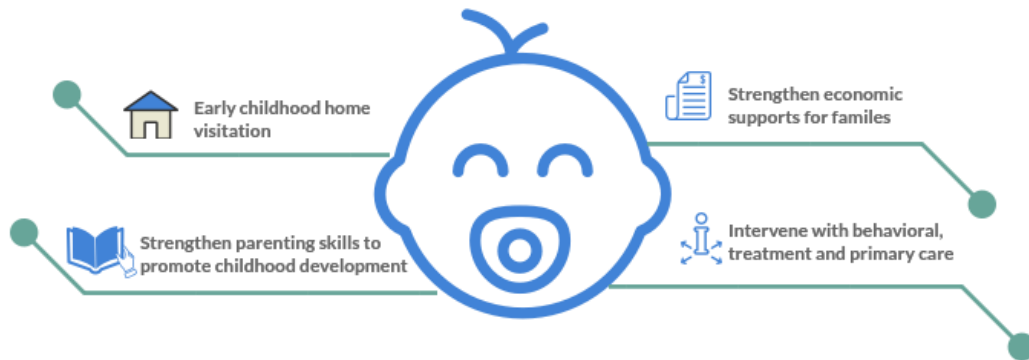 Early childhood home
visitation
Strengthen economic
supports for familes
Strengthen parenting skills to
promote childhood development
Intervene with behavioral,
treatment and primary care
$